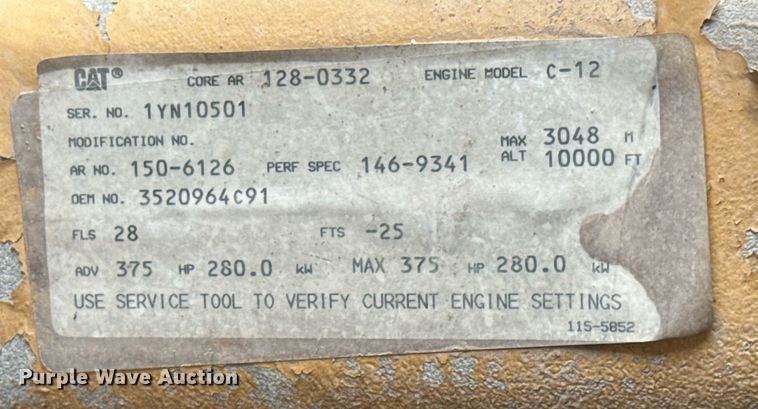 CAT® CORE AR 128-0332 ENGINE MODEL C-12
SER. NO. 1YN10501
MODIFICATION NO. MAX 3048 M
ALT 10000 FT
AR NO. 150-6126 PERF SPEC 146-9341
OEM NO. 3520964C91
FLS 28 FTS -25
ADV 375 HP 280.0 kW MAX 375 HP 280.0 kW
USE SERVICE TOOL TO VERIFY CURRENT ENGINE SETTINGS
115-5852
Purple Wave Auction